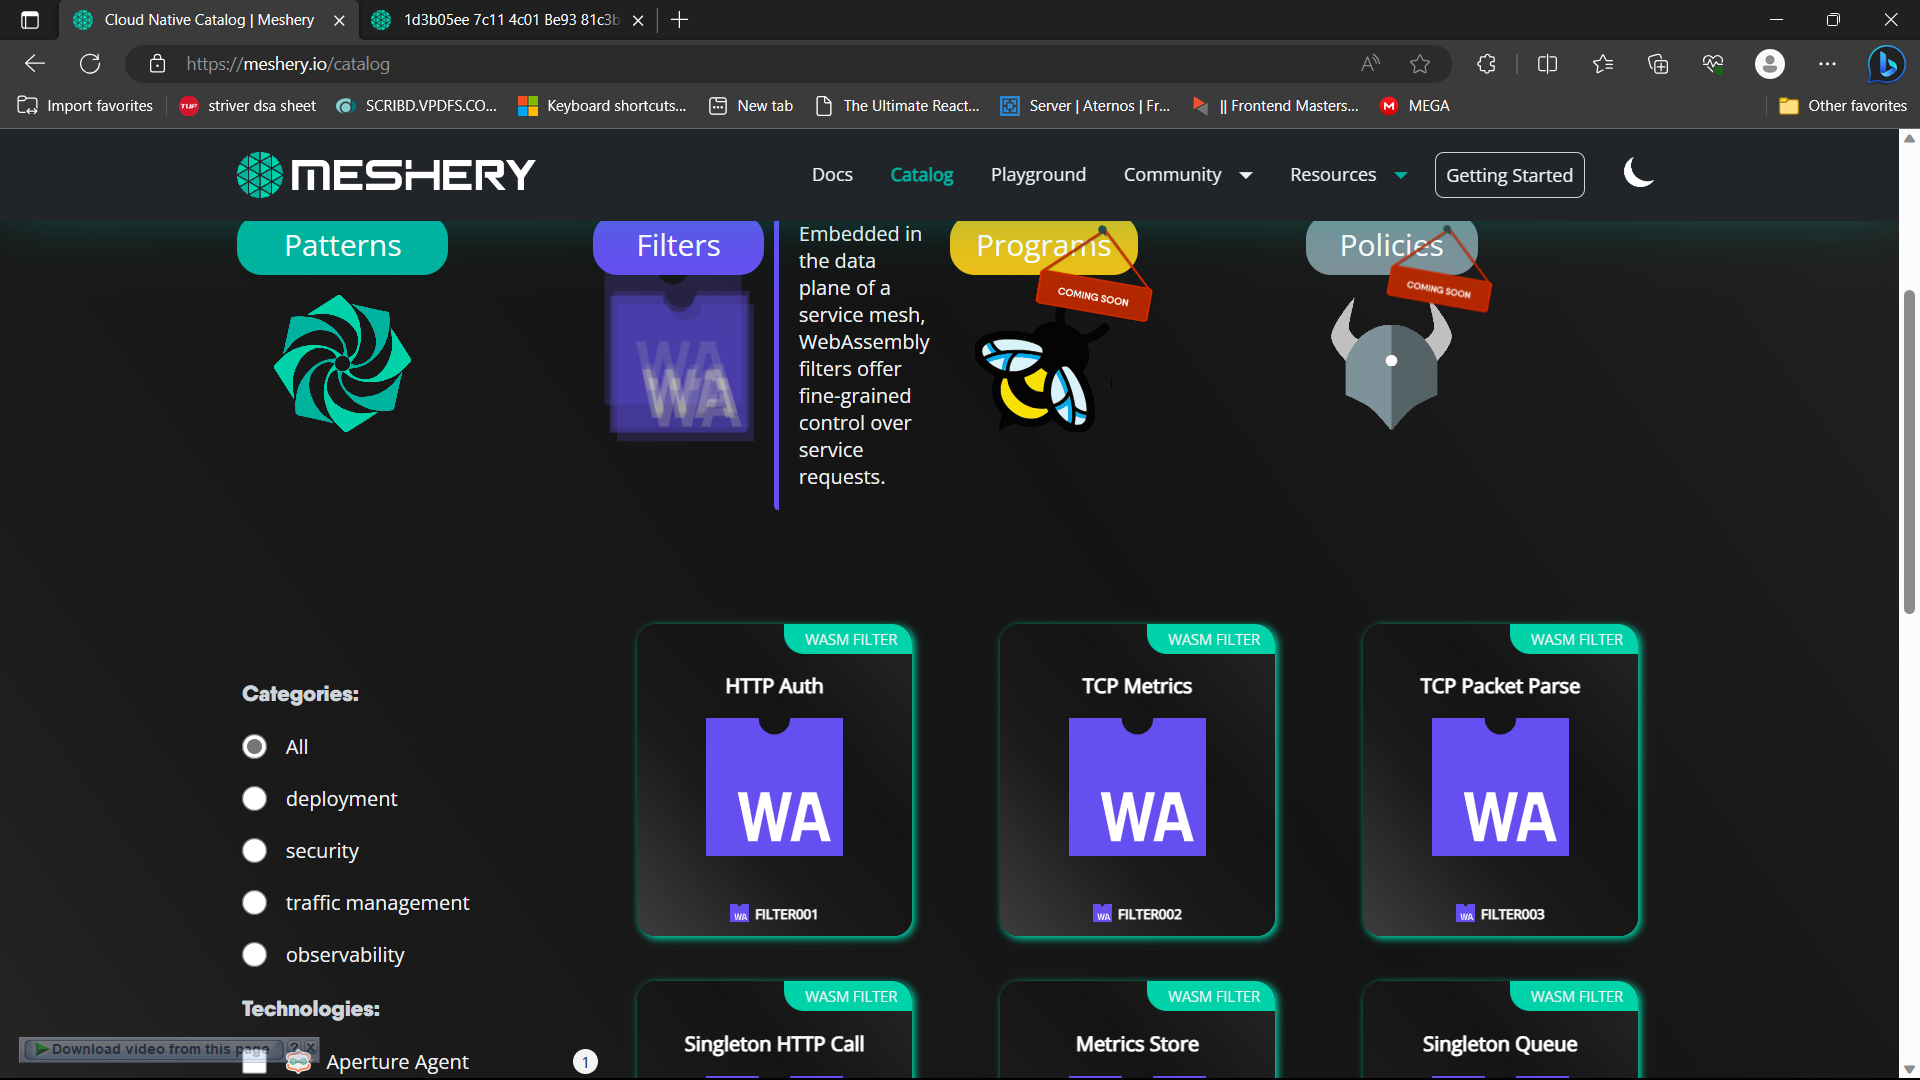 Cloud Native Catalog | Meshery
1d3b05ee 7c11 4c01 Be93 81c3b
https://meshery.io/catalog
Import favorites
TUF striver dsa sheet
SCRIBD.VPDFS.CO...
Keyboard shortcuts...
New tab
The Ultimate React...
Server | Aternos | Fr...
|| Frontend Masters...
M MEGA
Other favorites
MESHERY
Docs
Catalog
Playground
Community
Resources
Getting Started
Patterns
Filters
WA
WA
Embedded in
the data
plane of a
service mesh,
WebAssembly
filters offer
fine-grained
control over
service
requests.
Programs
COMING SOON
Policies
COMING SOON
Categories:
All
deployment
security
traffic management
observability
Technologies:
Download video from this page ? X
Aperture Agent 1
WASM FILTER
HTTP Auth
WA
WA FILTER001
WASM FILTER
TCP Metrics
WA
WA FILTER002
WASM FILTER
TCP Packet Parse
WA
WA FILTER003
WASM FILTER
Singleton HTTP Call
WASM FILTER
Metrics Store
WASM FILTER
Singleton Queue